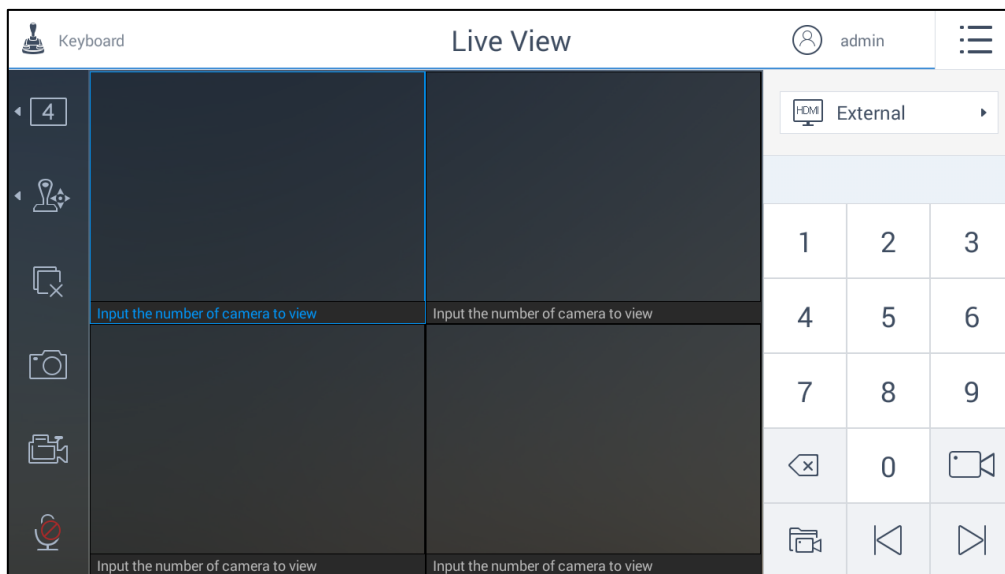 Keyboard
Live View
admin
4
HDMI
External
1 2 3
Input the number of camera to view
Input the number of camera to view
4 5 6
7 8 9
0
Input the number of camera to view
Input the number of camera to view